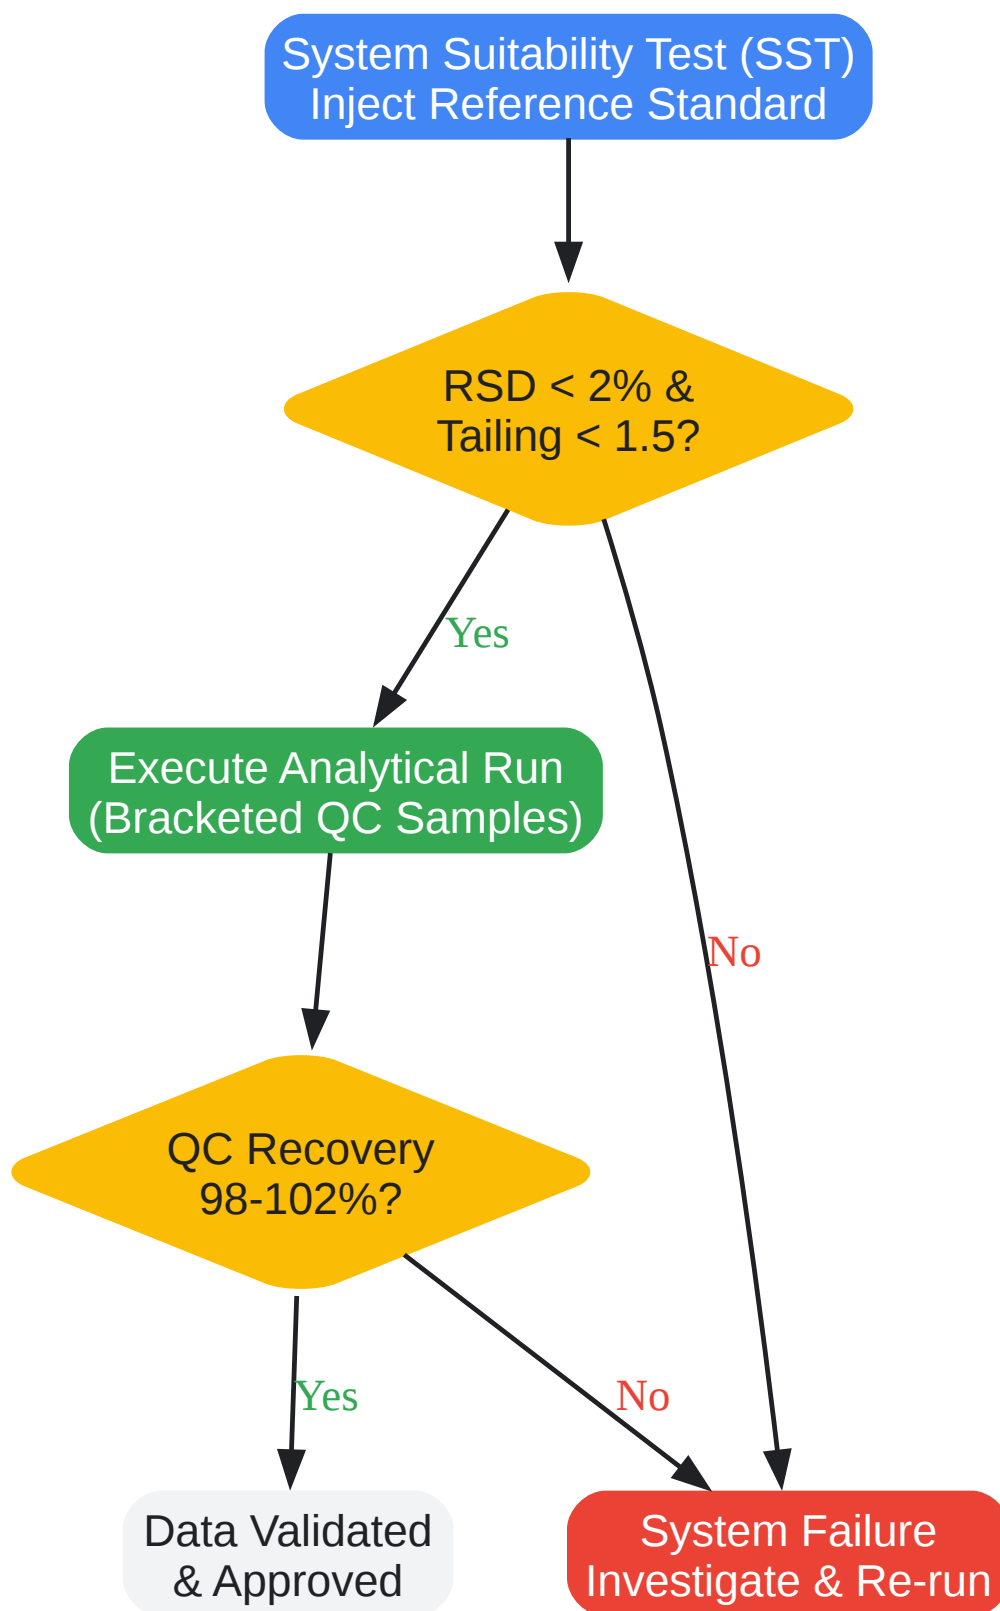 System Suitability Test (SST)
Inject Reference Standard
RSD < 2% &
Tailing < 1.5?
Yes
Execute Analytical Run
(Bracketed QC Samples)
No
QC Recovery
98-102%?
Yes
No
Data Validated
& Approved
System Failure
Investigate & Re-run